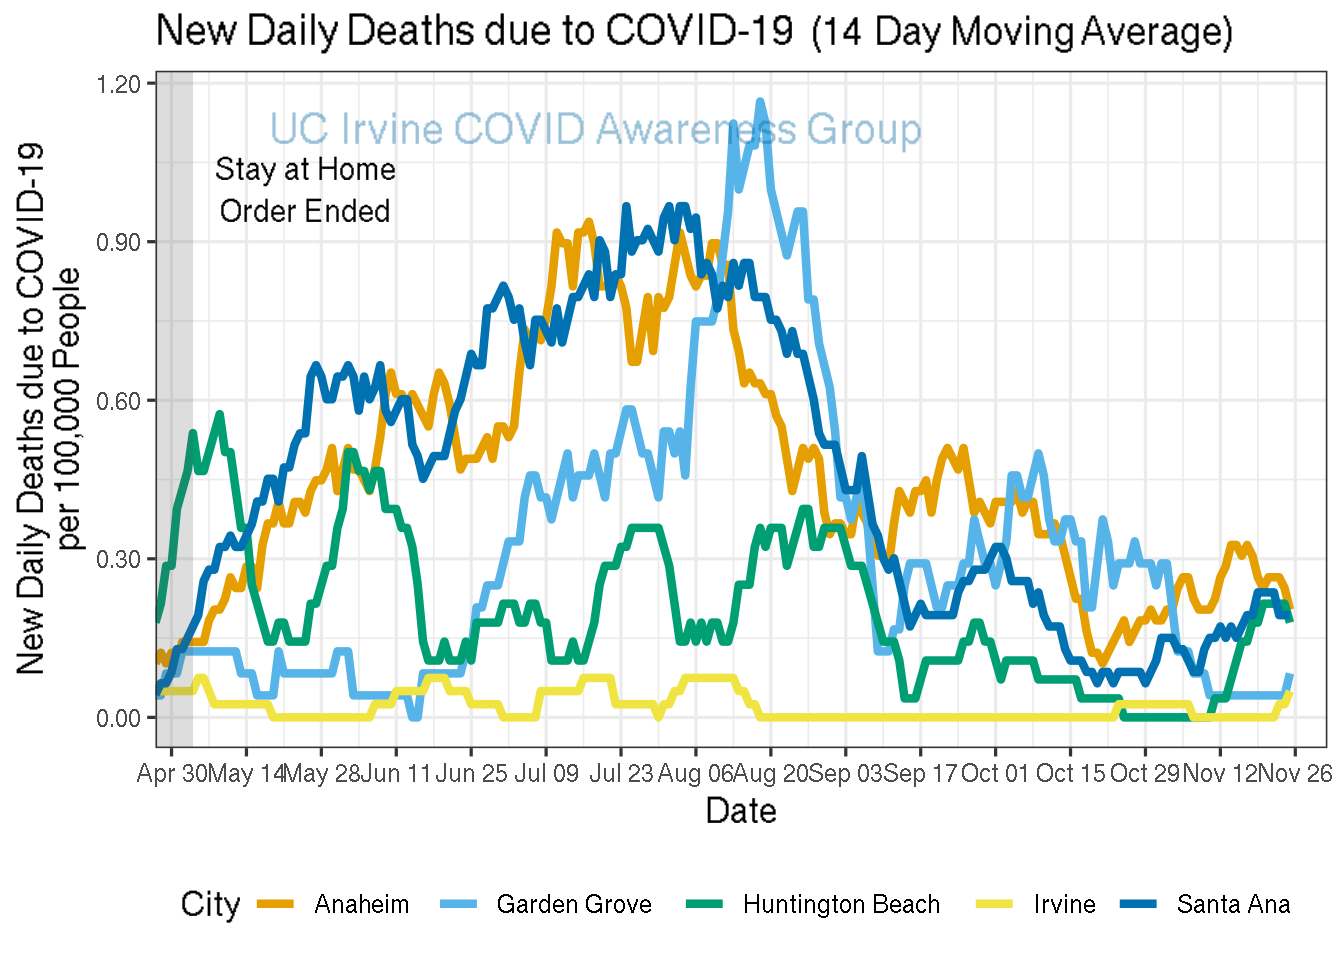 New Daily Deaths due to COVID-19 (14 Day Moving Average)
New Daily Deaths due to COVID-19
per 100,000 People
1.20
0.90
0.60
0.30
0.00
UC Irvine COVID Awareness Group
Stay at Home
Order Ended
Apr 30 May 14 May 28 Jun 11 Jun 25 Jul 09 Jul 23 Aug 06 Aug 20 Sep 03 Sep 17 Oct 01 Oct 15 Oct 29 Nov 12 Nov 26
Date
City Anaheim Garden Grove Huntington Beach Irvine Santa Ana